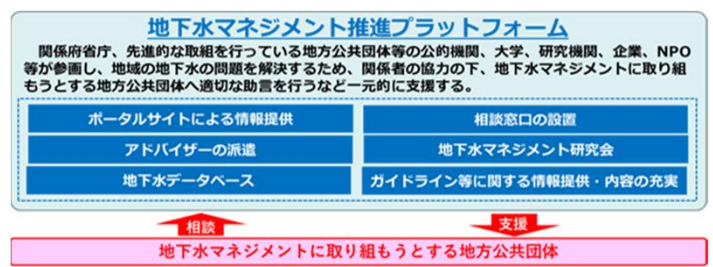 地下水マネジメント推進プラットフォーム
関係府省庁、先進的な取組を行っている地方公共団体等の公的機関、大学、研究機関、企業、NPO
等が参画し、地域の地下水の問題を解決するため、関係者の協力の下、地下水マネジメントに取り組
もうとする地方公共団体へ適切な助言を行うなど一元的に支援する。
ポータルサイトによる情報提供
相談窓口の設置
アドバイザーの派遣
地下水マネジメント研究会
地下水データベース
ガイドライン等に関する情報提供・内容の充実
相談
支援
地下水マネジメントに取り組もうとする地方公共団体